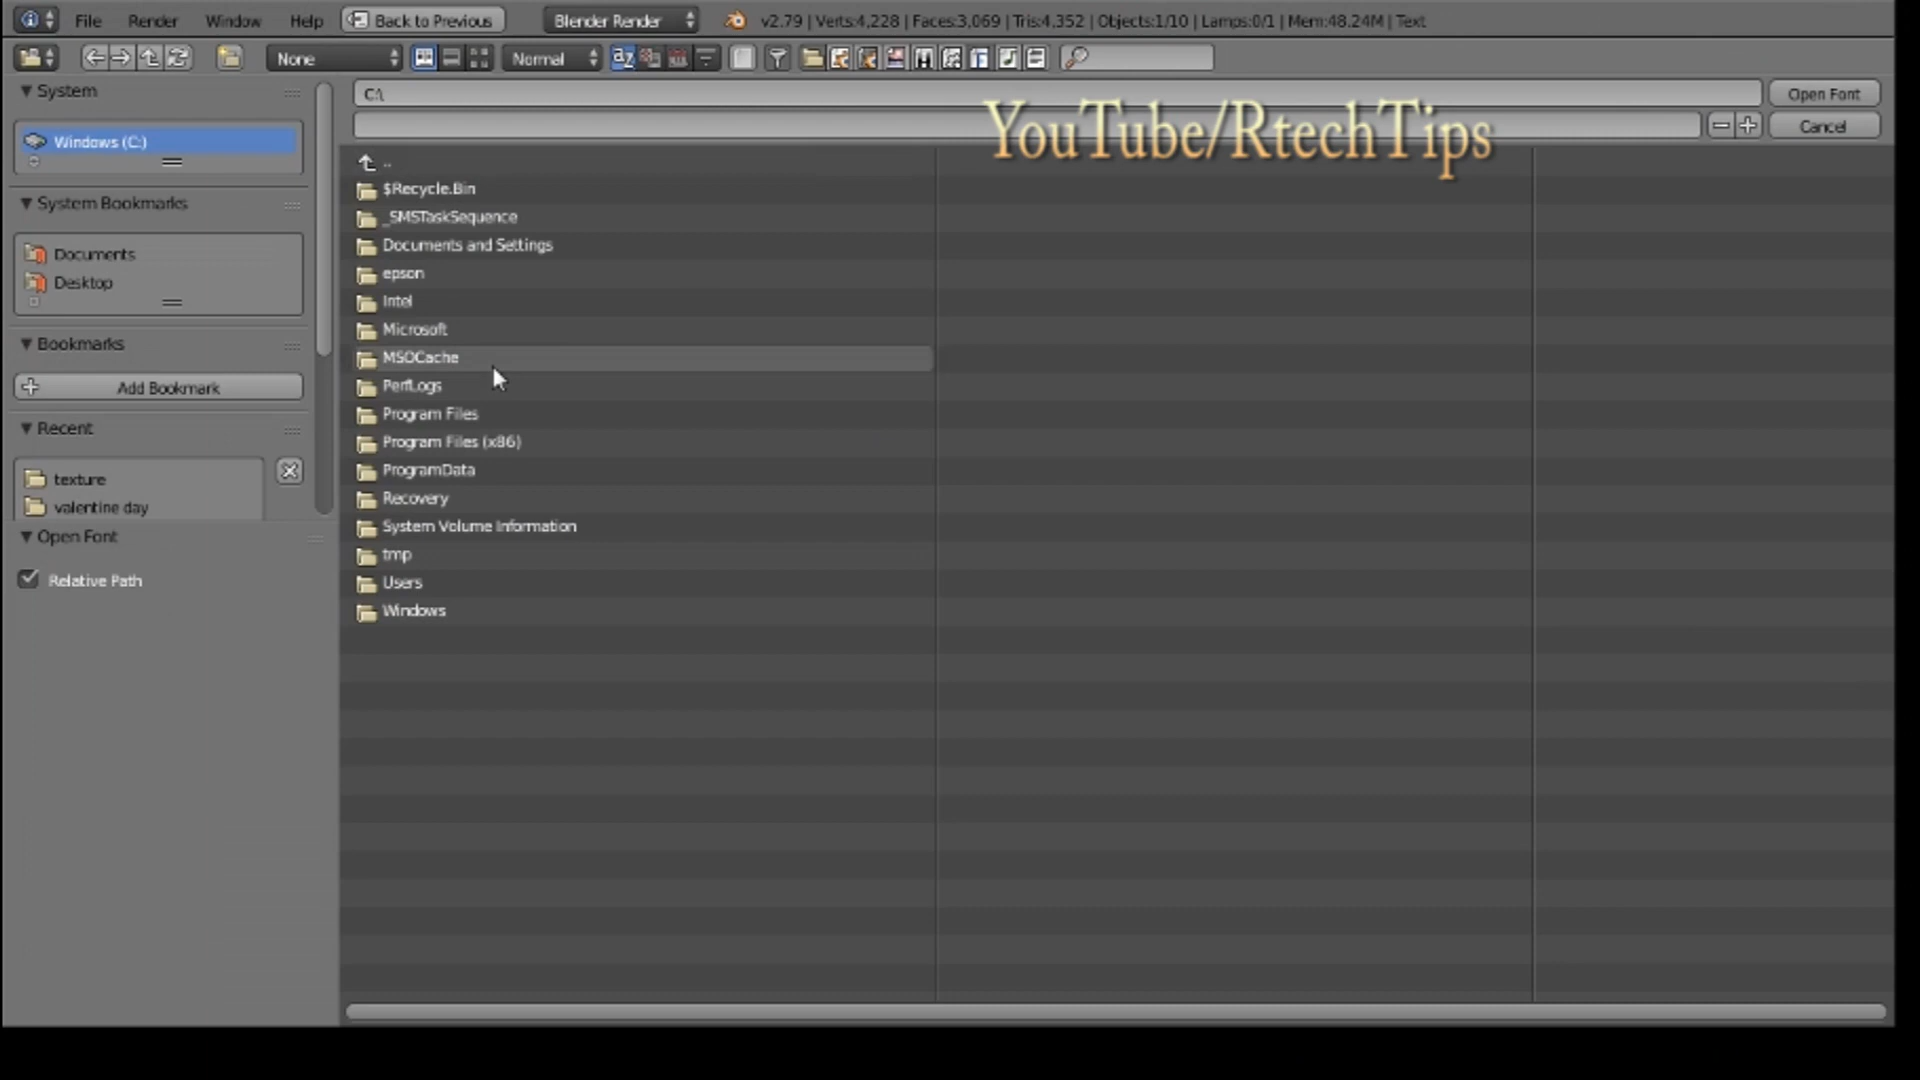 File Render Window Help Back to Previous Blender Render v2.79 | Verts:4,228 | Faces:3,069 | Tris:4,352 | Objects:1/10 | Lamps:0/1 | Mem:48.24M | Text
None Normal
System
Windows (C:)
System Bookmarks
Documents
Desktop
Bookmarks
Add Bookmark
Recent
texture
valentine day
Open Font
Relative Path
C:\
Open Font
Cancel
YouTube/RtechTips
..
$Recycle.Bin
_SMSTaskSequence
Documents and Settings
epson
Intel
Microsoft
MSOCache
PerfLogs
Program Files
Program Files (x86)
ProgramData
Recovery
System Volume Information
tmp
Users
Windows